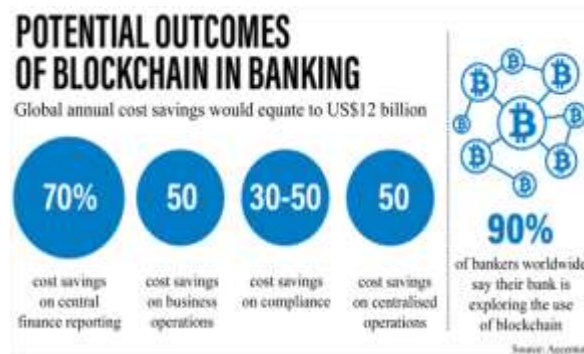 POTENTIAL OUTCOMES
OF BLOCKCHAIN IN BANKING
Global annual cost savings would equate to US$12 billion
70%
cost savings
on central
finance reporting
50
cost savings
on business
operations
30-50
cost savings
on compliance
50
cost savings
on centralised
operations
90%
of bankers worldwide
say their bank is
exploring the use
of blockchain
Source: